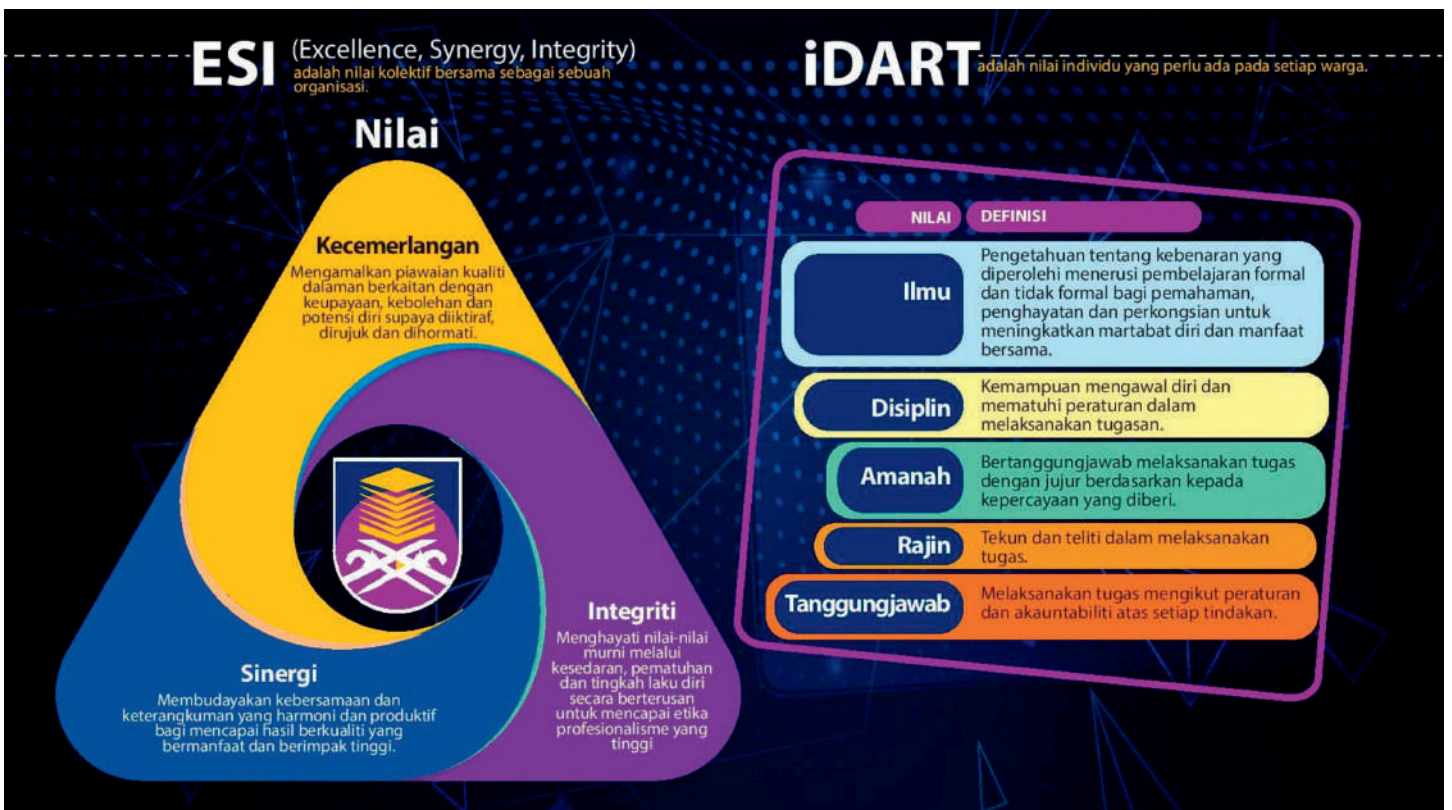 ESI (Excellence, Synergy, Integrity)
adalah nilai kolektif bersama sebagai sebuah
organisasi.
Nilai
Kecemerlangan
Mengamalkan piawaian kualiti
dalaman berkaitan dengan
keupayaan, kebolehan dan
potensi diri supaya diiktiraf,
dirujuk dan dihormati.
Sinergi
Membudayakan kebersamaan dan
keterangkuman yang harmoni dan produktif
bagi mencapai hasil berkualiti yang
bermanfaat dan berimpak tinggi.
Integriti
Menghayati nilai-nilai
murni melalui
kesedaran, pematuhan
dan tingkah laku diri
secara berterusan
untuk mencapai etika
profesionalisme yang
tinggi
iDART adalah nilai individu yang perlu ada pada setiap warga.
NILAI DEFINISI
Ilmu
Pengetahuan tentang kebenaran yang
diperolehi menerusi pembelajaran formal
dan tidak formal bagi pemahaman,
penghayatan dan perkongsian untuk
meningkatkan martabat diri dan manfaat
bersama.
Disiplin
Kemampuan mengawal diri dan
mematuhi peraturan dalam
melaksanakan tugasan.
Amanah
Bertanggungjawab melaksanakan tugas
dengan jujur berdasarkan kepada
kepercayaan yang diberi.
Rajin
Tekun dan teliti dalam melaksanakan
tugas.
Tanggungjawab
Melaksanakan tugas mengikut peraturan
dan akauntabiliti atas setiap tindakan.